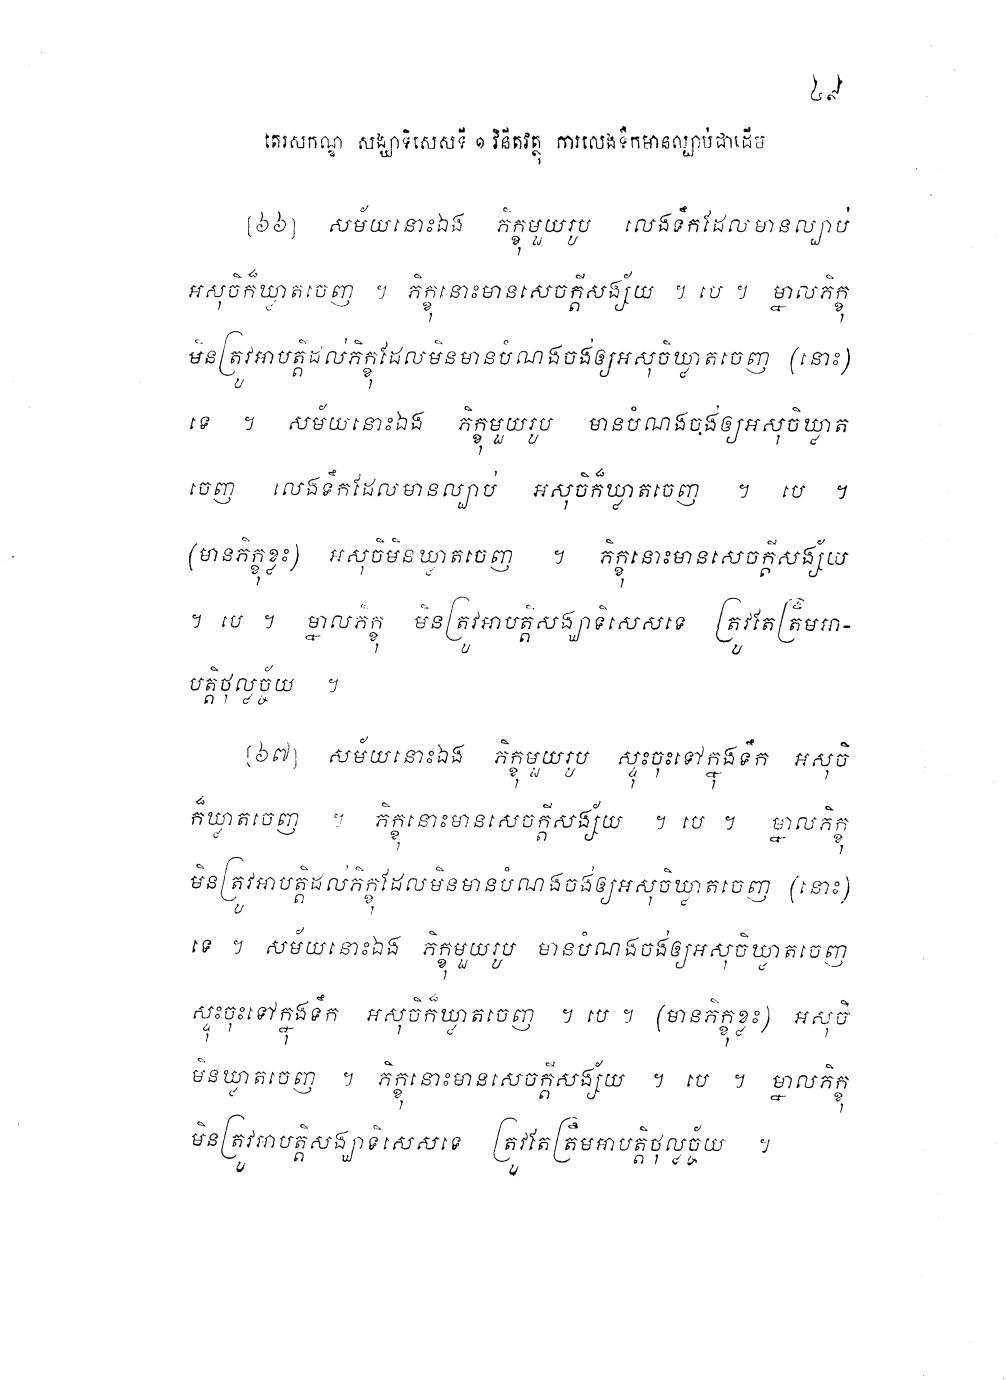 ៤៩
តេរសកណ្ឌ សង្ឃាទិសេសទី ១ វិនីតវត្ថុ ការលេងទឹកមានល្បាប់ជាដើម
[៦៦] សម័យនោះឯង ភិក្ខុមួយរូប លេងទឹកដែលមានល្បាប់
អសុចិក៏ឃ្លាតចេញ ។ ភិក្ខុនោះមានសេចក្តីសង្ស័យ ។ បេ ។ ម្នាលភិក្ខុ
មិនត្រូវអាបត្តិដល់ភិក្ខុដែលមិនមានបំណងចង់ឲ្យអសុចិឃ្លាតចេញ (នោះ)
ទេ ។ សម័យនោះឯង ភិក្ខុមួយរូប មានបំណងចង់ឲ្យអសុចិឃ្លាត
ចេញ លេងទឹកដែលមានល្បាប់ អសុចិក៏ឃ្លាតចេញ ។ បេ ។
(មានភិក្ខុខ្លះ) អសុចិមិនឃ្លាតចេញ ។ ភិក្ខុនោះមានសេចក្តីសង្ស័យ
។ បេ ។ ម្នាលភិក្ខុ មិនត្រូវអាបត្តិសង្ឃាទិសេសទេ ត្រូវតែត្រឹមអា-
បត្តិថុល្លច្ច័យ ។
[៦៧] សម័យនោះឯង ភិក្ខុមួយរូប ស្ទុះចុះទៅក្នុងទឹក អសុចិ
ក៏ឃ្លាតចេញ ។ ភិក្ខុនោះមានសេចក្តីសង្ស័យ ។ បេ ។ ម្នាលភិក្ខុ
មិនត្រូវអាបត្តិដល់ភិក្ខុដែលមិនមានបំណងចង់ឲ្យអសុចិឃ្លាតចេញ (នោះ)
ទេ ។ សម័យនោះឯង ភិក្ខុមួយរូប មានបំណងចង់ឲ្យអសុចិឃ្លាតចេញ
ស្ទុះចុះទៅក្នុងទឹក អសុចិក៏ឃ្លាតចេញ ។ បេ ។ (មានភិក្ខុខ្លះ) អសុចិ
មិនឃ្លាតចេញ ។ ភិក្ខុនោះមានសេចក្តីសង្ស័យ ។ បេ ។ ម្នាលភិក្ខុ
មិនត្រូវអាបត្តិសង្ឃាទិសេសទេ ត្រូវតែត្រឹមអាបត្តិថុល្លច្ច័យ ។